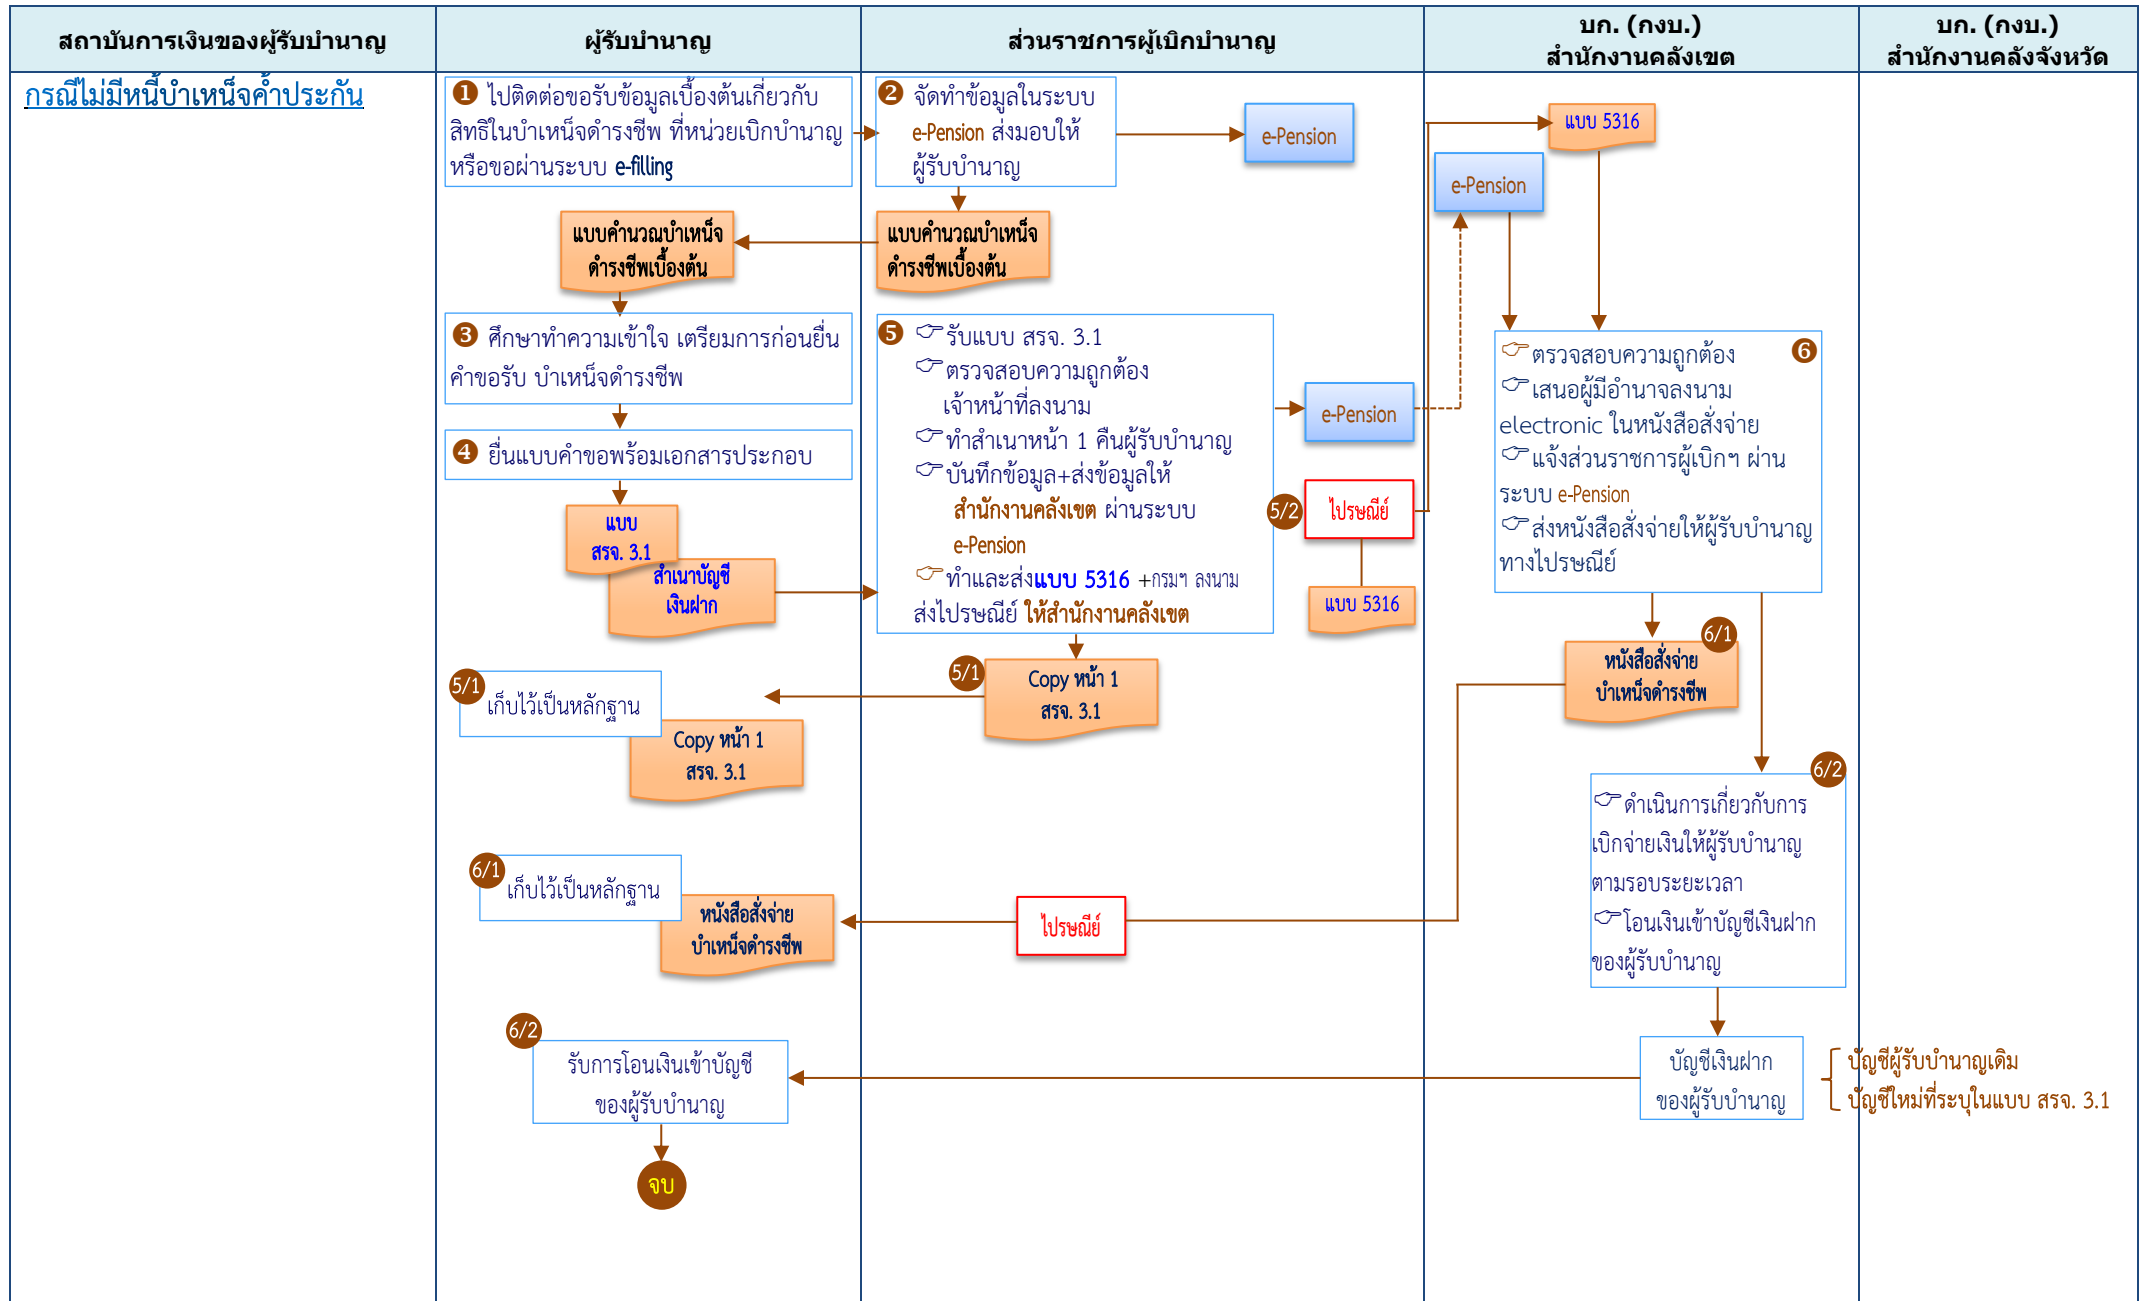 สถาบันการเงินของผู้รับบำนาญ
ผู้รับบำนาญ
ส่วนราชการผู้เบิกบำนาญ
บก. (กงบ.)
สำนักงานคลังเขต
บก. (กงบ.)
สำนักงานคลังจังหวัด
กรณีไม่มีหนี้บำเหน็จค้ำประกัน
❶ ไปติดต่อขอรับข้อมูลเบื้องต้นเกี่ยวกับ
สิทธิในบำเหน็จดำรงชีพ ที่หน่วยเบิกบำนาญ
หรือขอผ่านระบบ e-filling
❷ จัดทำข้อมูลในระบบ
e-Pension ส่งมอบให้
ผู้รับบำนาญ
e-Pension
แบบคำนวณบำเหน็จ
ดำรงชีพเบื้องต้น
แบบคำนวณบำเหน็จ
ดำรงชีพเบื้องต้น
❸ ศึกษาทำความเข้าใจ เตรียมการก่อนยื่น
คำขอรับ บำเหน็จดำรงชีพ
❹ ยื่นแบบคำขอพร้อมเอกสารประกอบ
แบบ
สรจ. 3.1
สำเนาบัญชี
เงินฝาก
❺ รับแบบ สรจ. 3.1
ตรวจสอบความถูกต้อง
เจ้าหน้าที่ลงนาม
ทำสำเนาหน้า 1 คืนผู้รับบำนาญ
บันทึกข้อมูล+ส่งข้อมูลให้
สำนักงานคลังเขต ผ่านระบบ
e-Pension
ทำและส่งแบบ 5316 +กรมฯ ลงนาม
ส่งไปรษณีย์ ให้สำนักงานคลังเขต
e-Pension
5/2
ไปรษณีย์
แบบ 5316
แบบ 5316
e-Pension
ตรวจสอบความถูกต้อง ❻
เสนอผู้มีอำนาจลงนาม
electronic ในหนังสือสั่งจ่าย
แจ้งส่วนราชการผู้เบิกฯ ผ่าน
ระบบ e-Pension
ส่งหนังสือสั่งจ่ายให้ผู้รับบำนาญ
ทางไปรษณีย์
5/1
Copy หน้า 1
สรจ. 3.1
5/1
เก็บไว้เป็นหลักฐาน
Copy หน้า 1
สรจ. 3.1
6/1
หนังสือสั่งจ่าย
บำเหน็จดำรงชีพ
6/2
ดำเนินการเกี่ยวกับการ
เบิกจ่ายเงินให้ผู้รับบำนาญ
ตามรอบระยะเวลา
โอนเงินเข้าบัญชีเงินฝาก
ของผู้รับบำนาญ
6/1
เก็บไว้เป็นหลักฐาน
หนังสือสั่งจ่าย
บำเหน็จดำรงชีพ
ไปรษณีย์
6/2
รับการโอนเงินเข้าบัญชี
ของผู้รับบำนาญ
บัญชีเงินฝาก
ของผู้รับบำนาญ
บัญชีผู้รับบำนาญเดิม
บัญชีใหม่ที่ระบุในแบบ สรจ. 3.1
จบ